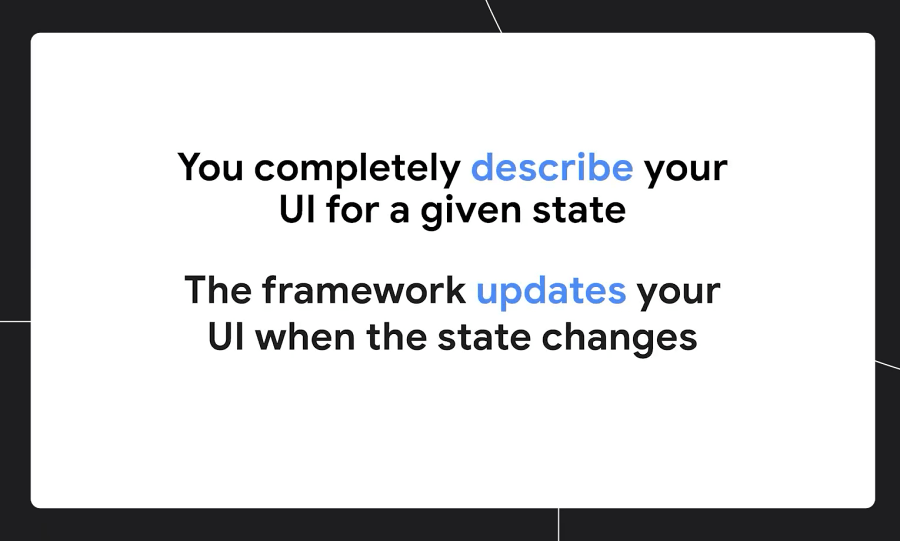 You completely describe your
UI for a given state
The framework updates your
UI when the state changes